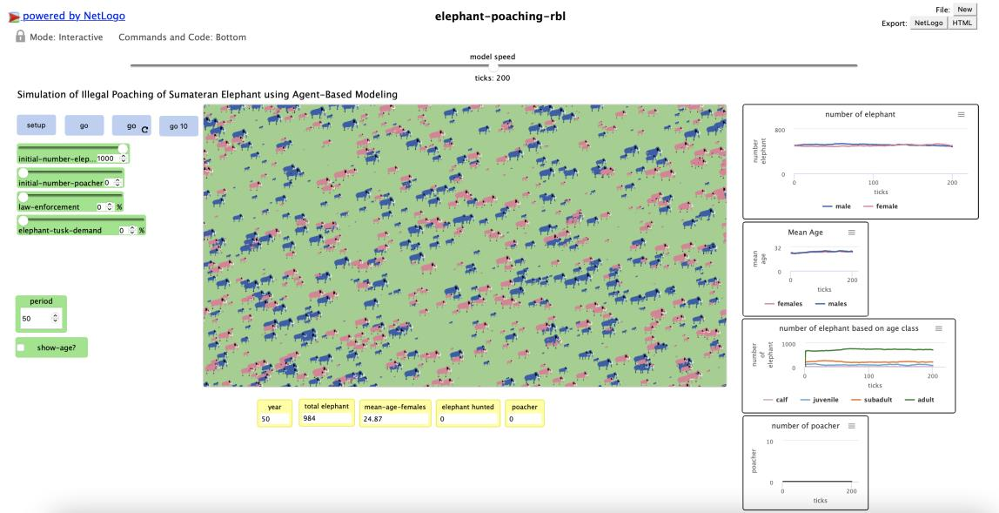 powered by NetLogo
elephant-poaching-rbl
File: New
Export: NetLogo HTML
Mode: Interactive Commands and Code: Bottom
model speed
ticks: 200
Simulation of Illegal Poaching of Sumateran Elephant using Agent-Based Modeling
setup
go
go
go 10
initial-number-elep... 1000
initial-number-poacher 0
law-enforcement 0 %
elephant-tusk-demand 0 %
period
50
show-age?
year
50
total elephant
984
mean-age-females
24.87
elephant hunted
0
poacher
0
number of elephant
number
elephant
800
0
0 100 200
ticks
male female
Mean Age
mean
age
32
0
0 200
ticks
females males
number of elephant based on age class
number
of
elephant
1000
0
0 100 200
ticks
calf juvenile subadult adult
number of poacher
poacher
10
0
0 200
ticks